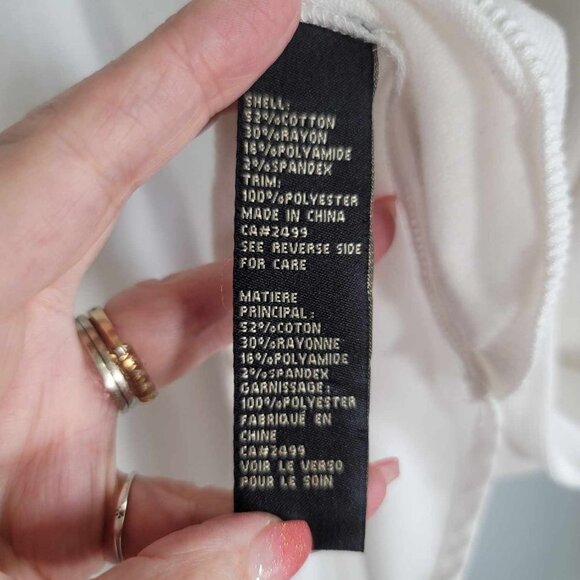 SHELL:
52%COTTON
30%RAYON
16%POLYAMIDE
2%SPANDEX
TRIM:
100%POLYESTER
MADE IN CHINA
CA#2499
SEE REVERSE SIDE
FOR CARE
MATIERE
PRINCIPAL:
52%COTON
30%RAYONNE
16%POLYAMIDE
2%SPANDEX
GARNISSAGE:
100%POLYESTER
FABRIQUÉ EN
CHINE
CA#2499
VOIR LE VERSO
POUR LE SOIN